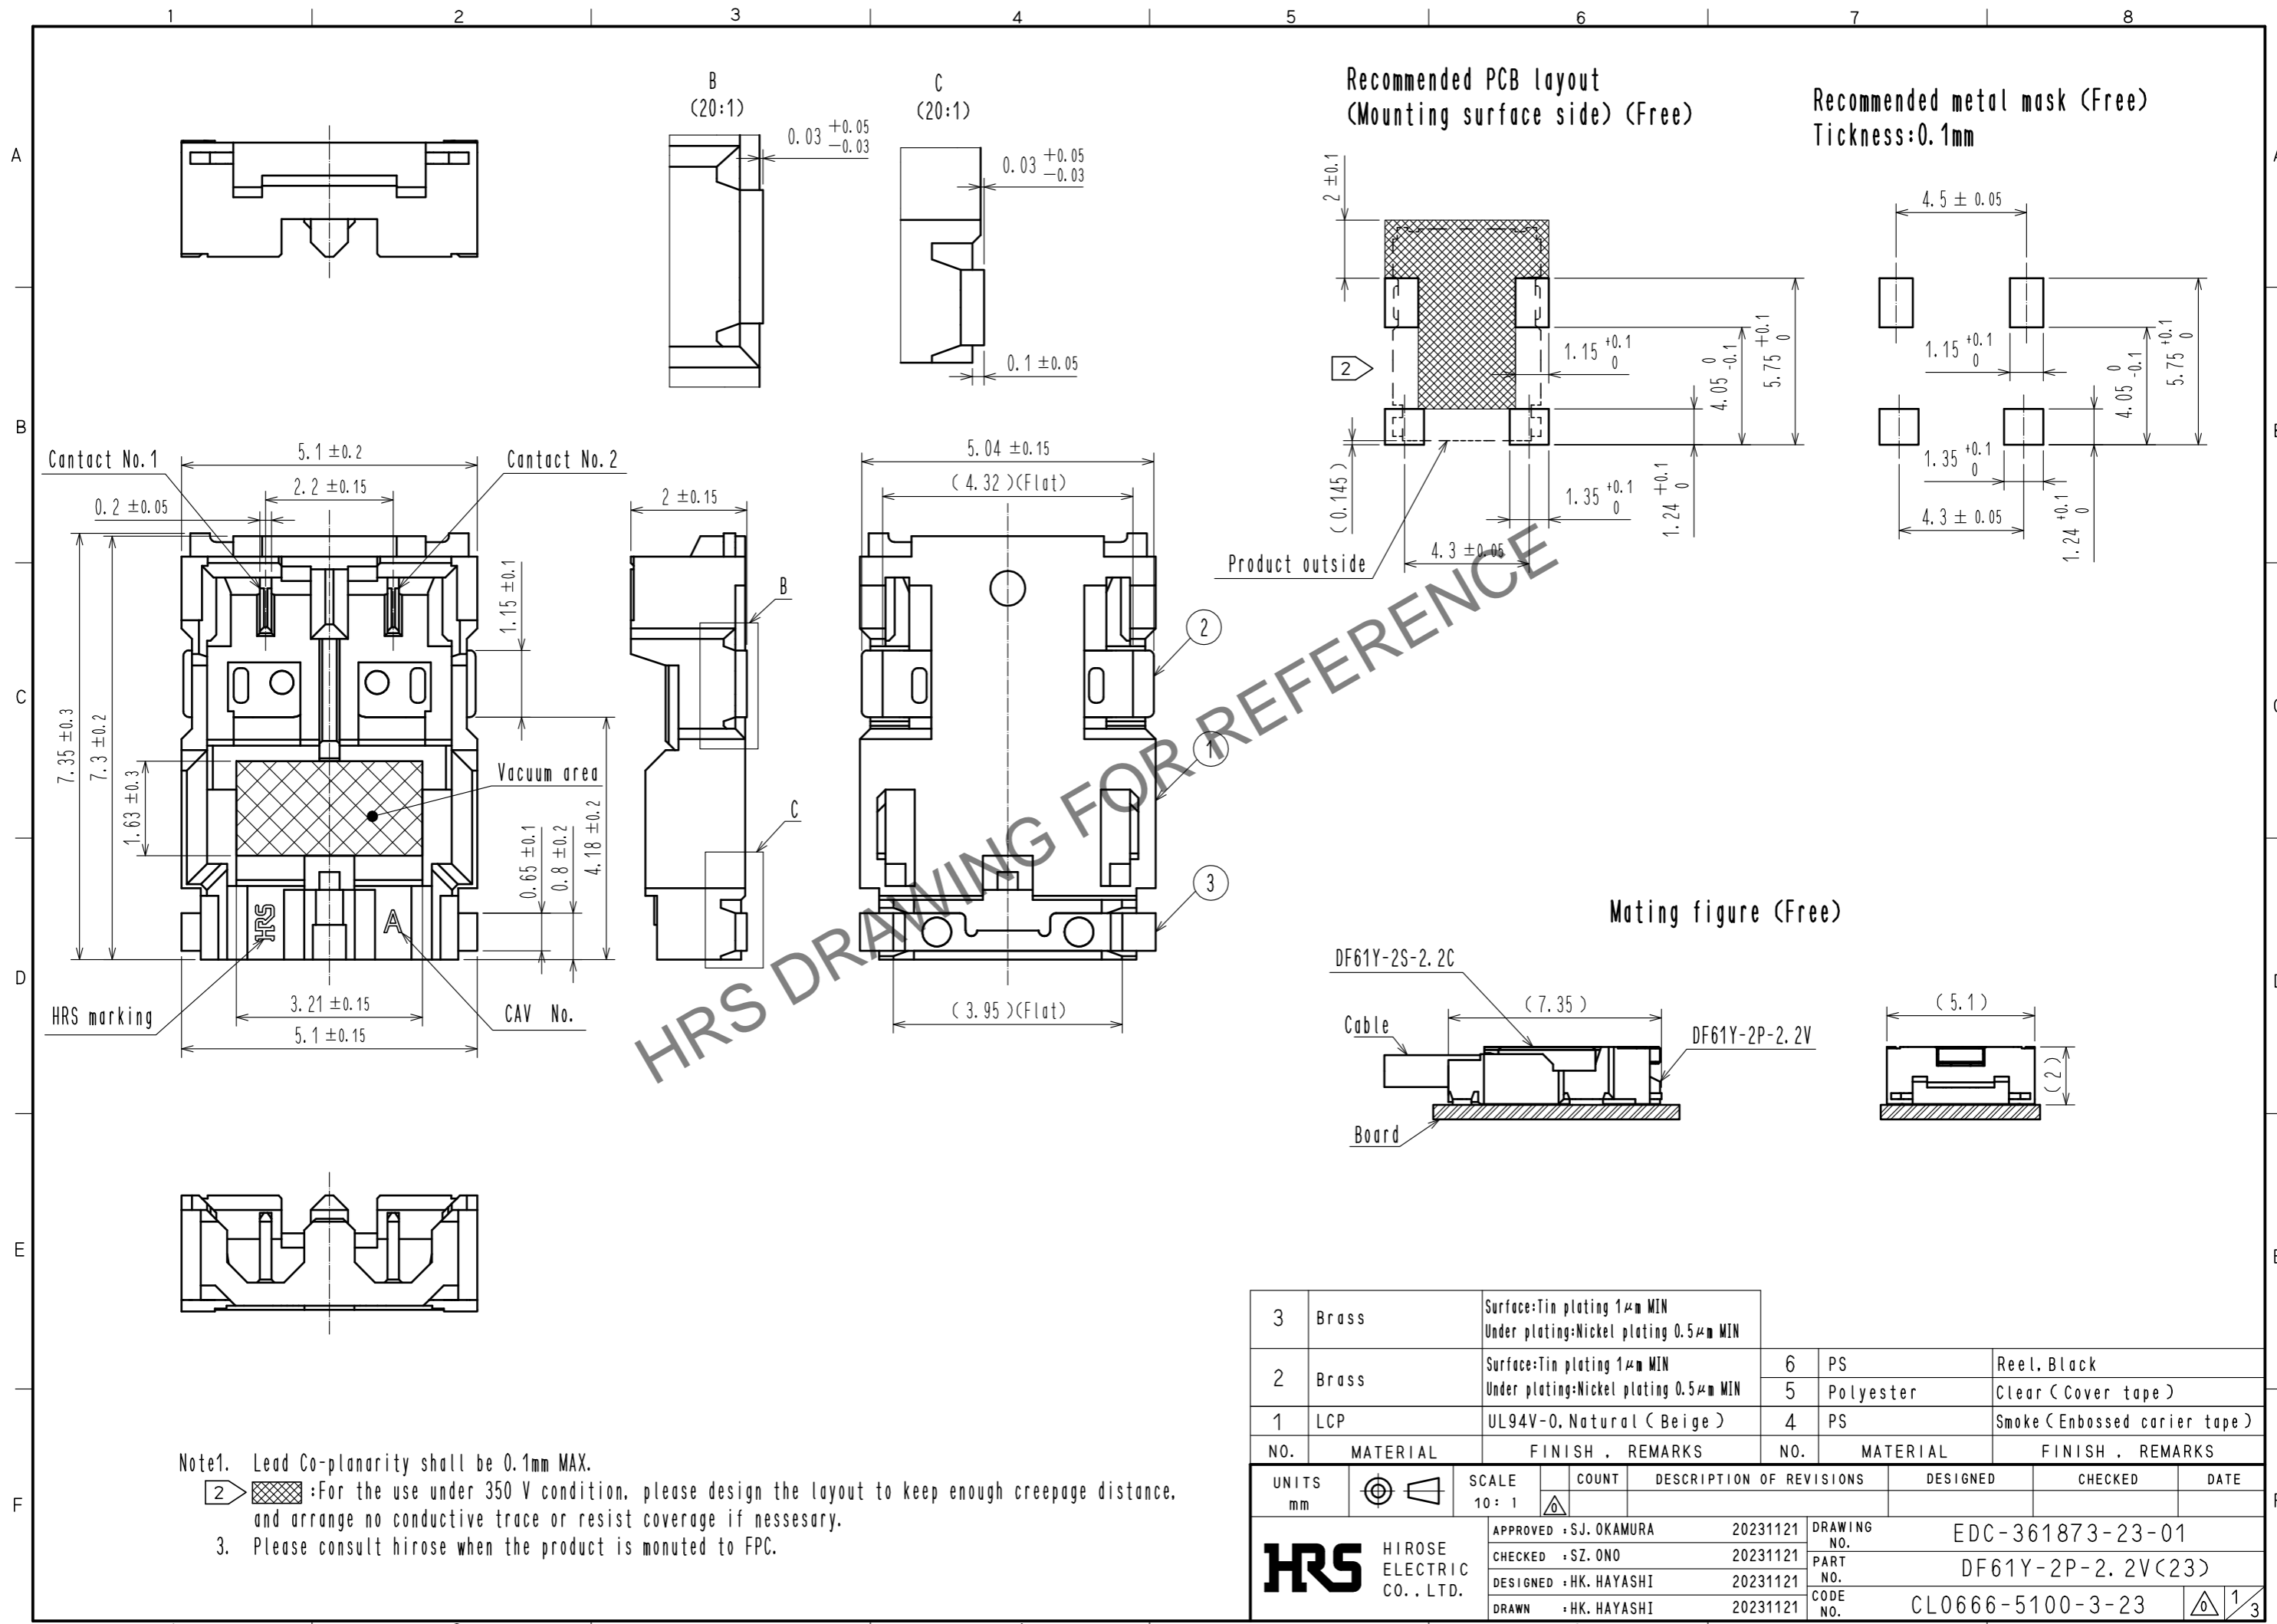 1 2 3 4 5 6 7 8
A
B
C
D
E
F
B
(20:1)
0.03 +0.05 -0.03
C
(20:1)
0.03 +0.05 -0.03
0.1 ±0.05
Recommended PCB layout
(Mounting surface side) (Free)
2 ±0.1
2
1.15 +0.1 0
4.05 0 -0.1
5.75 +0.1 0
(0.145)
1.35 +0.1 0
1.24 +0.1 0
4.3 ±0.05
Product outside
Recommended metal mask (Free)
Tickness:0.1mm
4.5 ± 0.05
1.15 +0.1 0
4.05 0 -0.1
5.75 +0.1 0
1.35 +0.1 0
4.3 ± 0.05
1.24 +0.1 0
Cantact No.1
5.1 ±0.2
Cantact No.2
2.2 ±0.15
0.2 ±0.05
1.15 ±0.1
7.35 ±0.3
7.3 ±0.2
1.63 ±0.3
Vacuum area
0.65 ±0.1
0.8 ±0.2
4.18 ±0.2
HRS
A
HRS marking
3.21 ±0.15
CAV No.
5.1 ±0.15
2 ±0.15
B
C
5.04 ±0.15
(4.32)(Flat)
2
1
3
(3.95)(Flat)
HRS DRAWING FOR REFERENCE
Mating figure (Free)
DF61Y-2S-2.2C
(7.35)
Cable
DF61Y-2P-2.2V
Board
(5.1)
(2)
3 Brass Surface:Tin plating 1μm MIN
Under plating:Nickel plating 0.5μm MIN
2 Brass Surface:Tin plating 1μm MIN
Under plating:Nickel plating 0.5μm MIN
6 PS Reel, Black
5 Polyester Clear (Cover tape)
1 LCP UL94V-0, Natural (Beige) 4 PS Smoke (Enbossed carier tape)
NO. MATERIAL FINISH , REMARKS NO. MATERIAL FINISH , REMARKS
UNITS
mm
SCALE
10: 1
COUNT DESCRIPTION OF REVISIONS DESIGNED CHECKED DATE
0
HRS
HIROSE
ELECTRIC
CO., LTD.
APPROVED : SJ. OKAMURA 20231121
CHECKED : SZ. ONO 20231121
DESIGNED : HK. HAYASHI 20231121
DRAWN : HK. HAYASHI 20231121
DRAWING NO. EDC-361873-23-01
PART NO. DF61Y-2P-2.2V(23)
CODE NO. CL0666-5100-3-23 0 1/3
Note1. Lead Co-planarity shall be 0.1mm MAX.
2 :For the use under 350 V condition, please design the layout to keep enough creepage distance,
and arrange no conductive trace or resist coverage if nessesary.
3. Please consult hirose when the product is monuted to FPC.